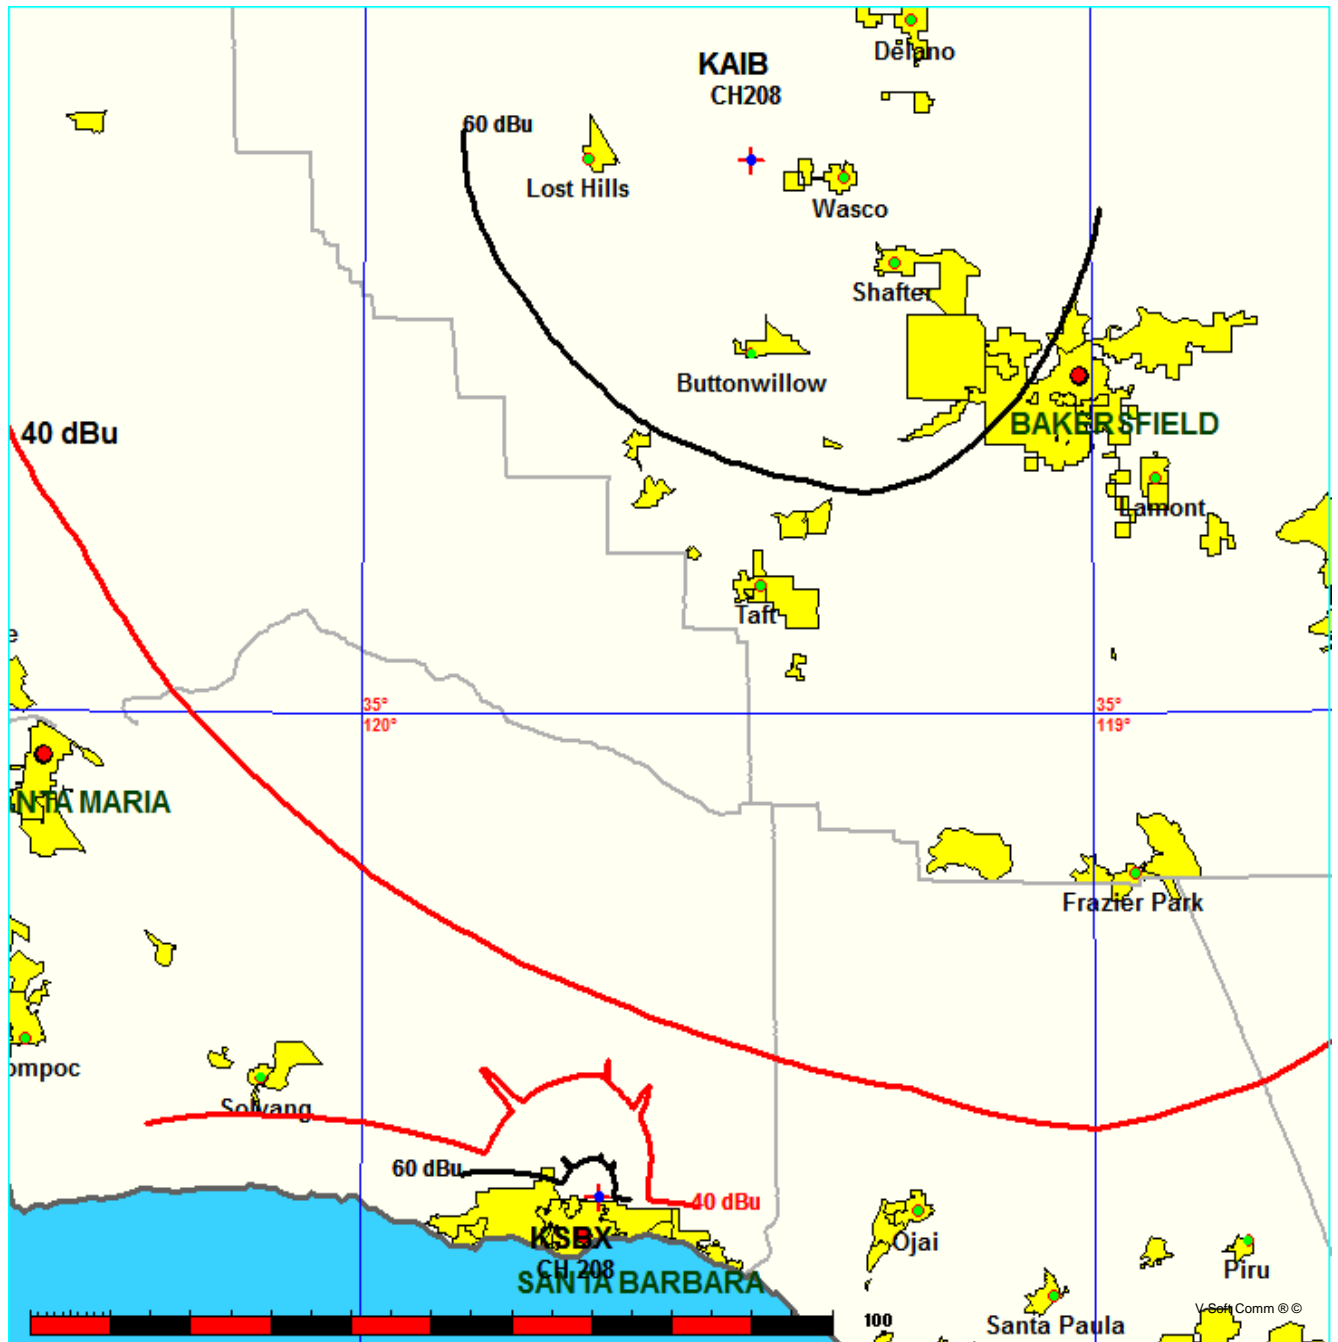 Delano
KAIB
CH208
60 dBu
Lost Hills
Wasco
Shafter
Buttonwillow
BAKERSFIELD
40 dBu
Lamont
Taft
e
35°
120°
35°
119°
NTA MARIA
Frazier Park
ompoc
Solvang
60 dBu
40 dBu
KSBX
CH 208
SANTA BARBARA
Ojai
Piru
Santa Paula
100
V-Soft Comm ® ©